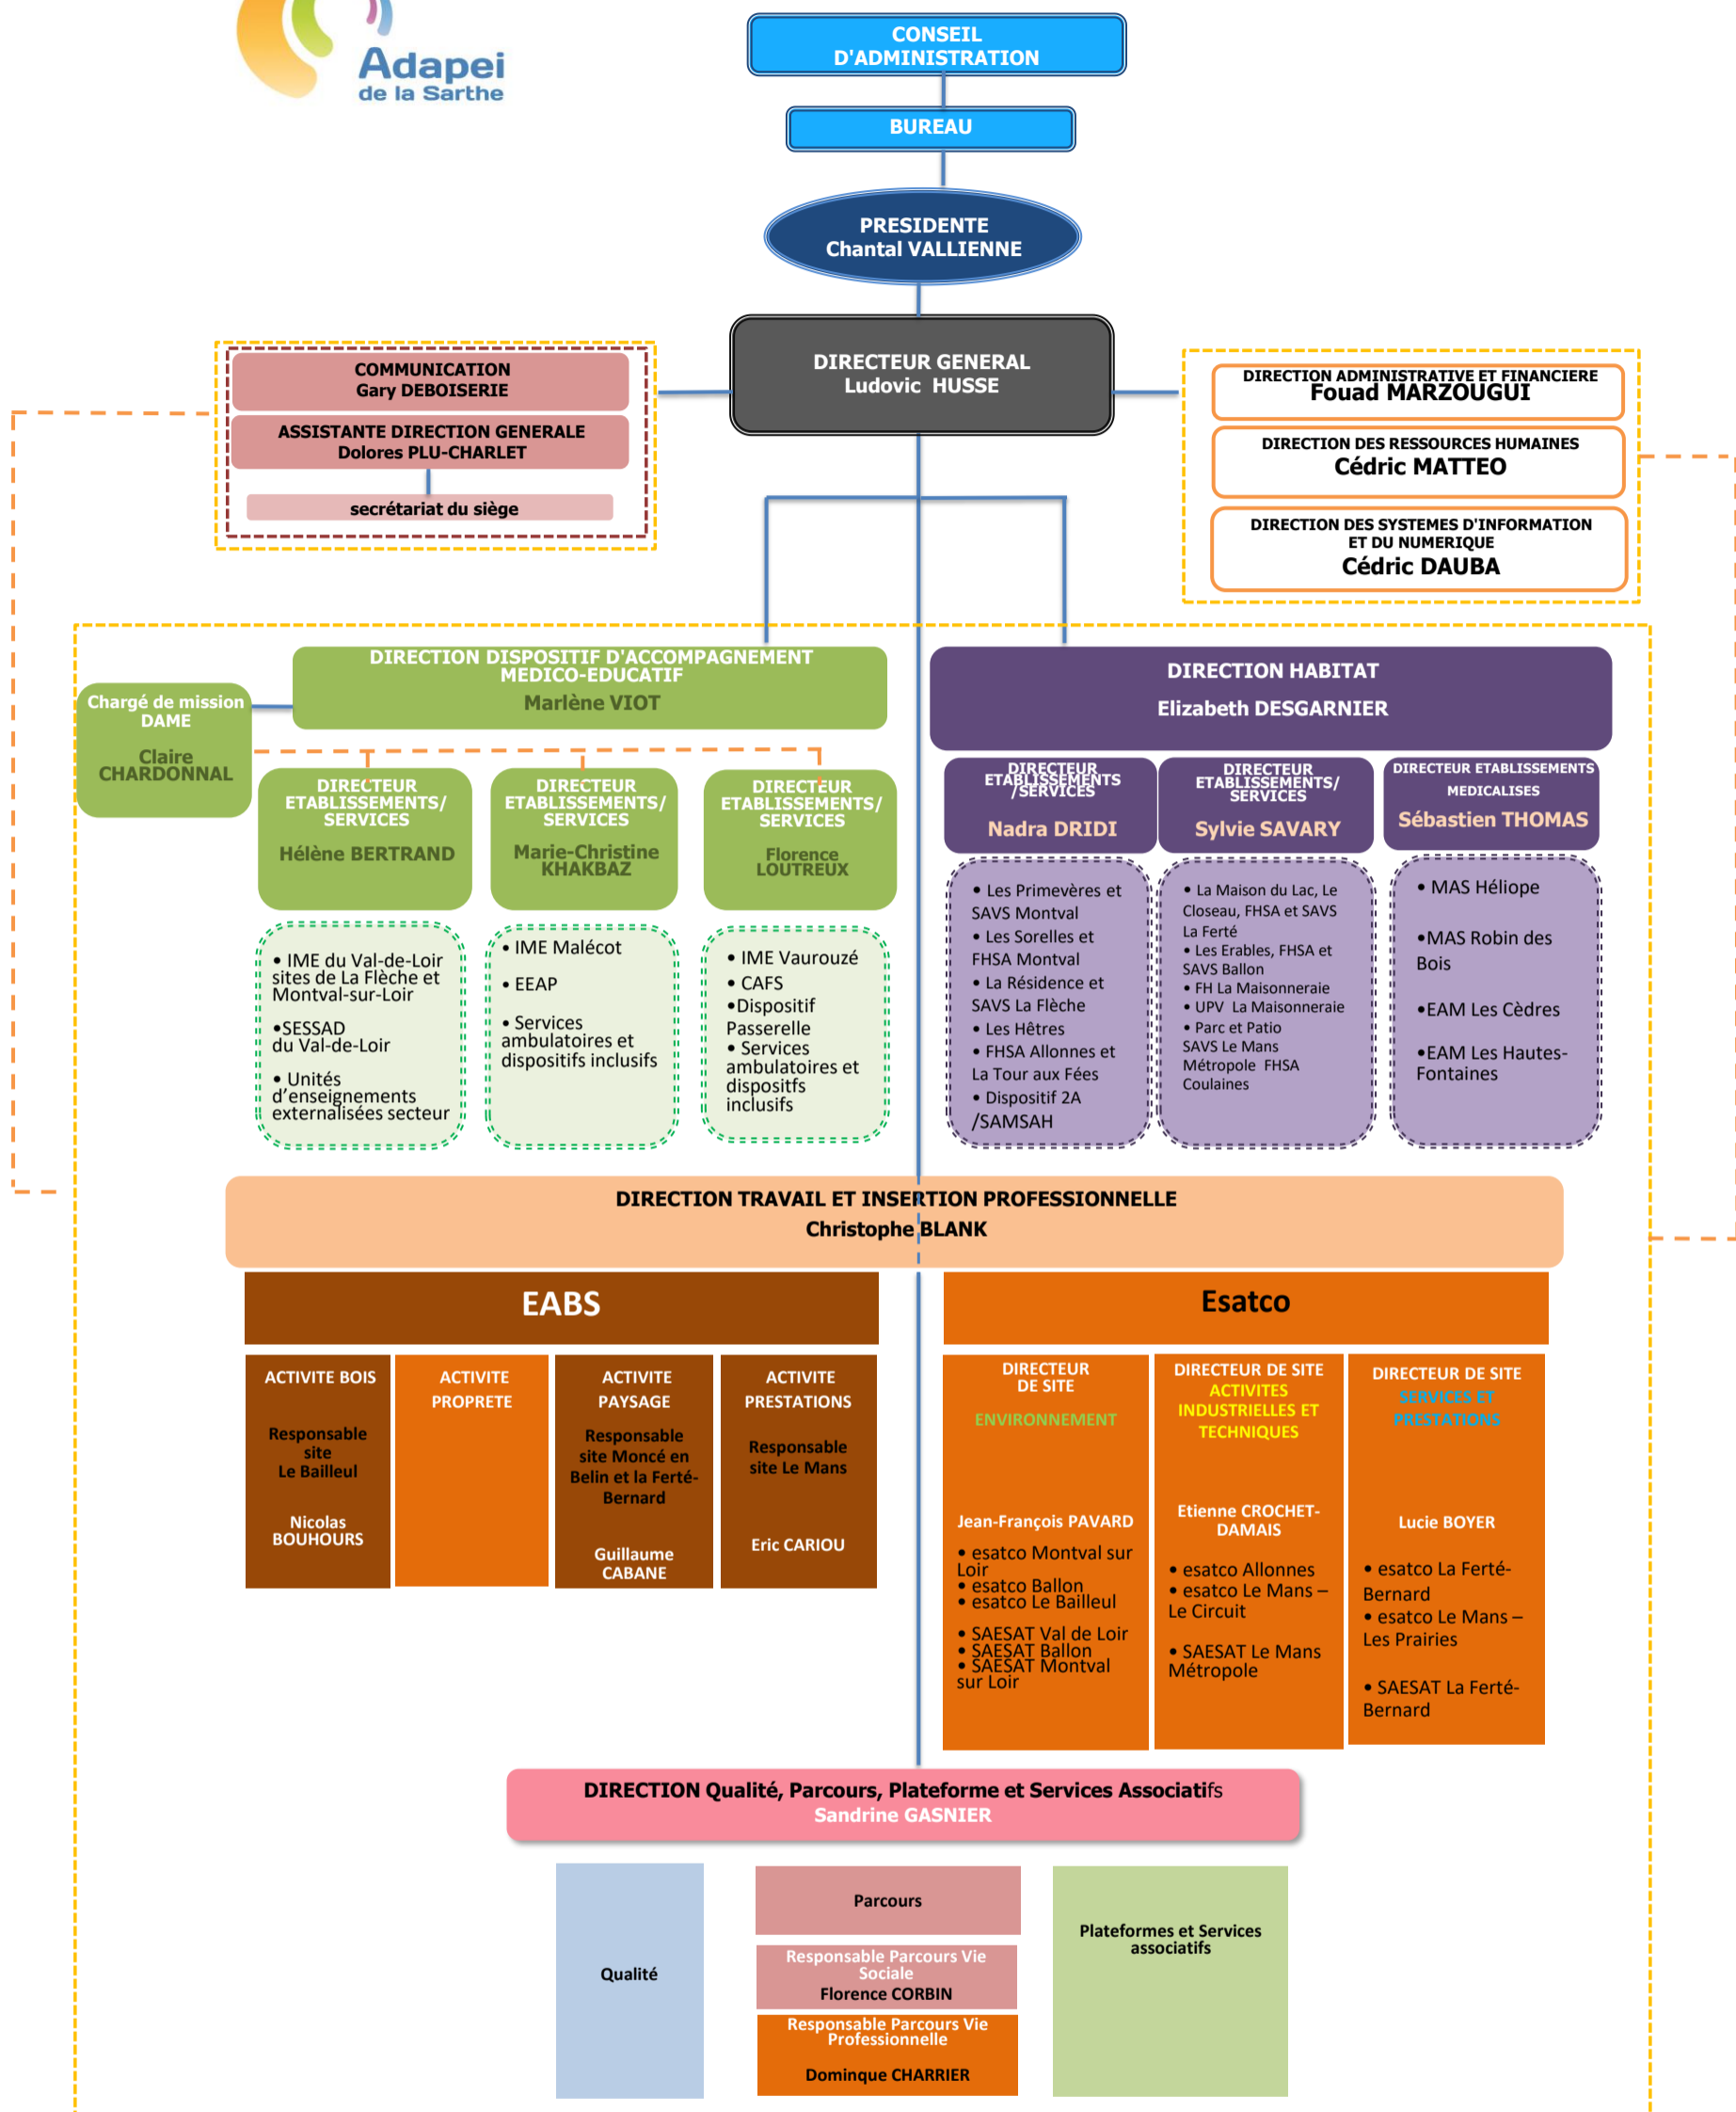 Adapei
de la Sarthe
CONSEIL
D'ADMINISTRATION
BUREAU
PRESIDENTE
Chantal VALLIENNE
DIRECTEUR GENERAL
Ludovic HUSSE
COMMUNICATION
Gary DEBOISERIE
ASSISTANTE DIRECTION GENERALE
Dolores PLU-CHARLET
secrétariat du siège
DIRECTION ADMINISTRATIVE ET FINANCIERE
Fouad MARZOUGUI
DIRECTION DES RESSOURCES HUMAINES
Cédric MATTEO
DIRECTION DES SYSTEMES D'INFORMATION
ET DU NUMERIQUE
Cédric DAUBA
DIRECTION DISPOSITIF D'ACCOMPAGNEMENT
MEDICO-EDUCATIF
Marlène VIOT
Chargé de mission
DAME
Claire
CHARDONNAL
DIRECTEUR
ETABLISSEMENTS/
SERVICES
Hélène BERTRAND
• IME du Val-de-Loir
sites de La Flèche et
Montval-sur-Loir
•SESSAD
du Val-de-Loir
• Unités
d’enseignements
externalisées secteur
DIRECTEUR
ETABLISSEMENTS/
SERVICES
Marie-Christine
KHAKBAZ
• IME Malécot
• EEAP
• Services
ambulatoires et
dispositifs inclusifs
DIRECTEUR
ETABLISSEMENTS/
SERVICES
Florence
LOUTREUX
• IME Vaurouzé
• CAFS
•Dispositif
Passerelle
• Services
ambulatoires et
dispositfs
inclusifs
DIRECTION HABITAT
Elizabeth DESGARNIER
DIRECTEUR
ETABLISSEMENTS
/SERVICES
Nadra DRIDI
• Les Primevères et
SAVS Montval
• Les Sorelles et
FHSA Montval
• La Résidence et
SAVS La Flèche
• Les Hêtres
• FHSA Allonnes et
La Tour aux Fées
• Dispositif 2A
/SAMSAH
DIRECTEUR
ETABLISSEMENTS/
SERVICES
Sylvie SAVARY
• La Maison du Lac, Le
Closeau, FHSA et SAVS
La Ferté
• Les Erables, FHSA et
SAVS Ballon
• FH La Maisonneraie
• UPV La Maisonneraie
• Parc et Patio
SAVS Le Mans
Métropole FHSA
Coulaines
DIRECTEUR ETABLISSEMENTS
MEDICALISES
Sébastien THOMAS
• MAS Héliope
•MAS Robin des
Bois
•EAM Les Cèdres
•EAM Les Hautes-
Fontaines
DIRECTION TRAVAIL ET INSERTION PROFESSIONNELLE
Christophe BLANK
EABS
ACTIVITE BOIS
Responsable
site
Le Bailleul
Nicolas
BOUHOURS
ACTIVITE
PROPRETE
ACTIVITE
PAYSAGE
Responsable
site Moncé en
Belin et la Ferté-
Bernard
Guillaume
CABANE
ACTIVITE
PRESTATIONS
Responsable
site Le Mans
Eric CARIOU
Esatco
DIRECTEUR
DE SITE
ENVIRONNEMENT
Jean-François PAVARD
• esatco Montval sur
Loir
• esatco Ballon
• esatco Le Bailleul
• SAESAT Val de Loir
• SAESAT Ballon
• SAESAT Montval
sur Loir
DIRECTEUR DE SITE
ACTIVITES
INDUSTRIELLES ET
TECHNIQUES
Etienne CROCHET-
DAMAIS
• esatco Allonnes
• esatco Le Mans –
Le Circuit
• SAESAT Le Mans
Métropole
DIRECTEUR DE SITE
SERVICES ET
PRESTATIONS
Lucie BOYER
• esatco La Ferté-
Bernard
• esatco Le Mans –
Les Prairies
• SAESAT La Ferté-
Bernard
DIRECTION Qualité, Parcours, Plateforme et Services Associatifs
Sandrine GASNIER
Qualité
Parcours
Responsable Parcours Vie
Sociale
Florence CORBIN
Responsable Parcours Vie
Professionnelle
Dominque CHARRIER
Plateformes et Services
associatifs